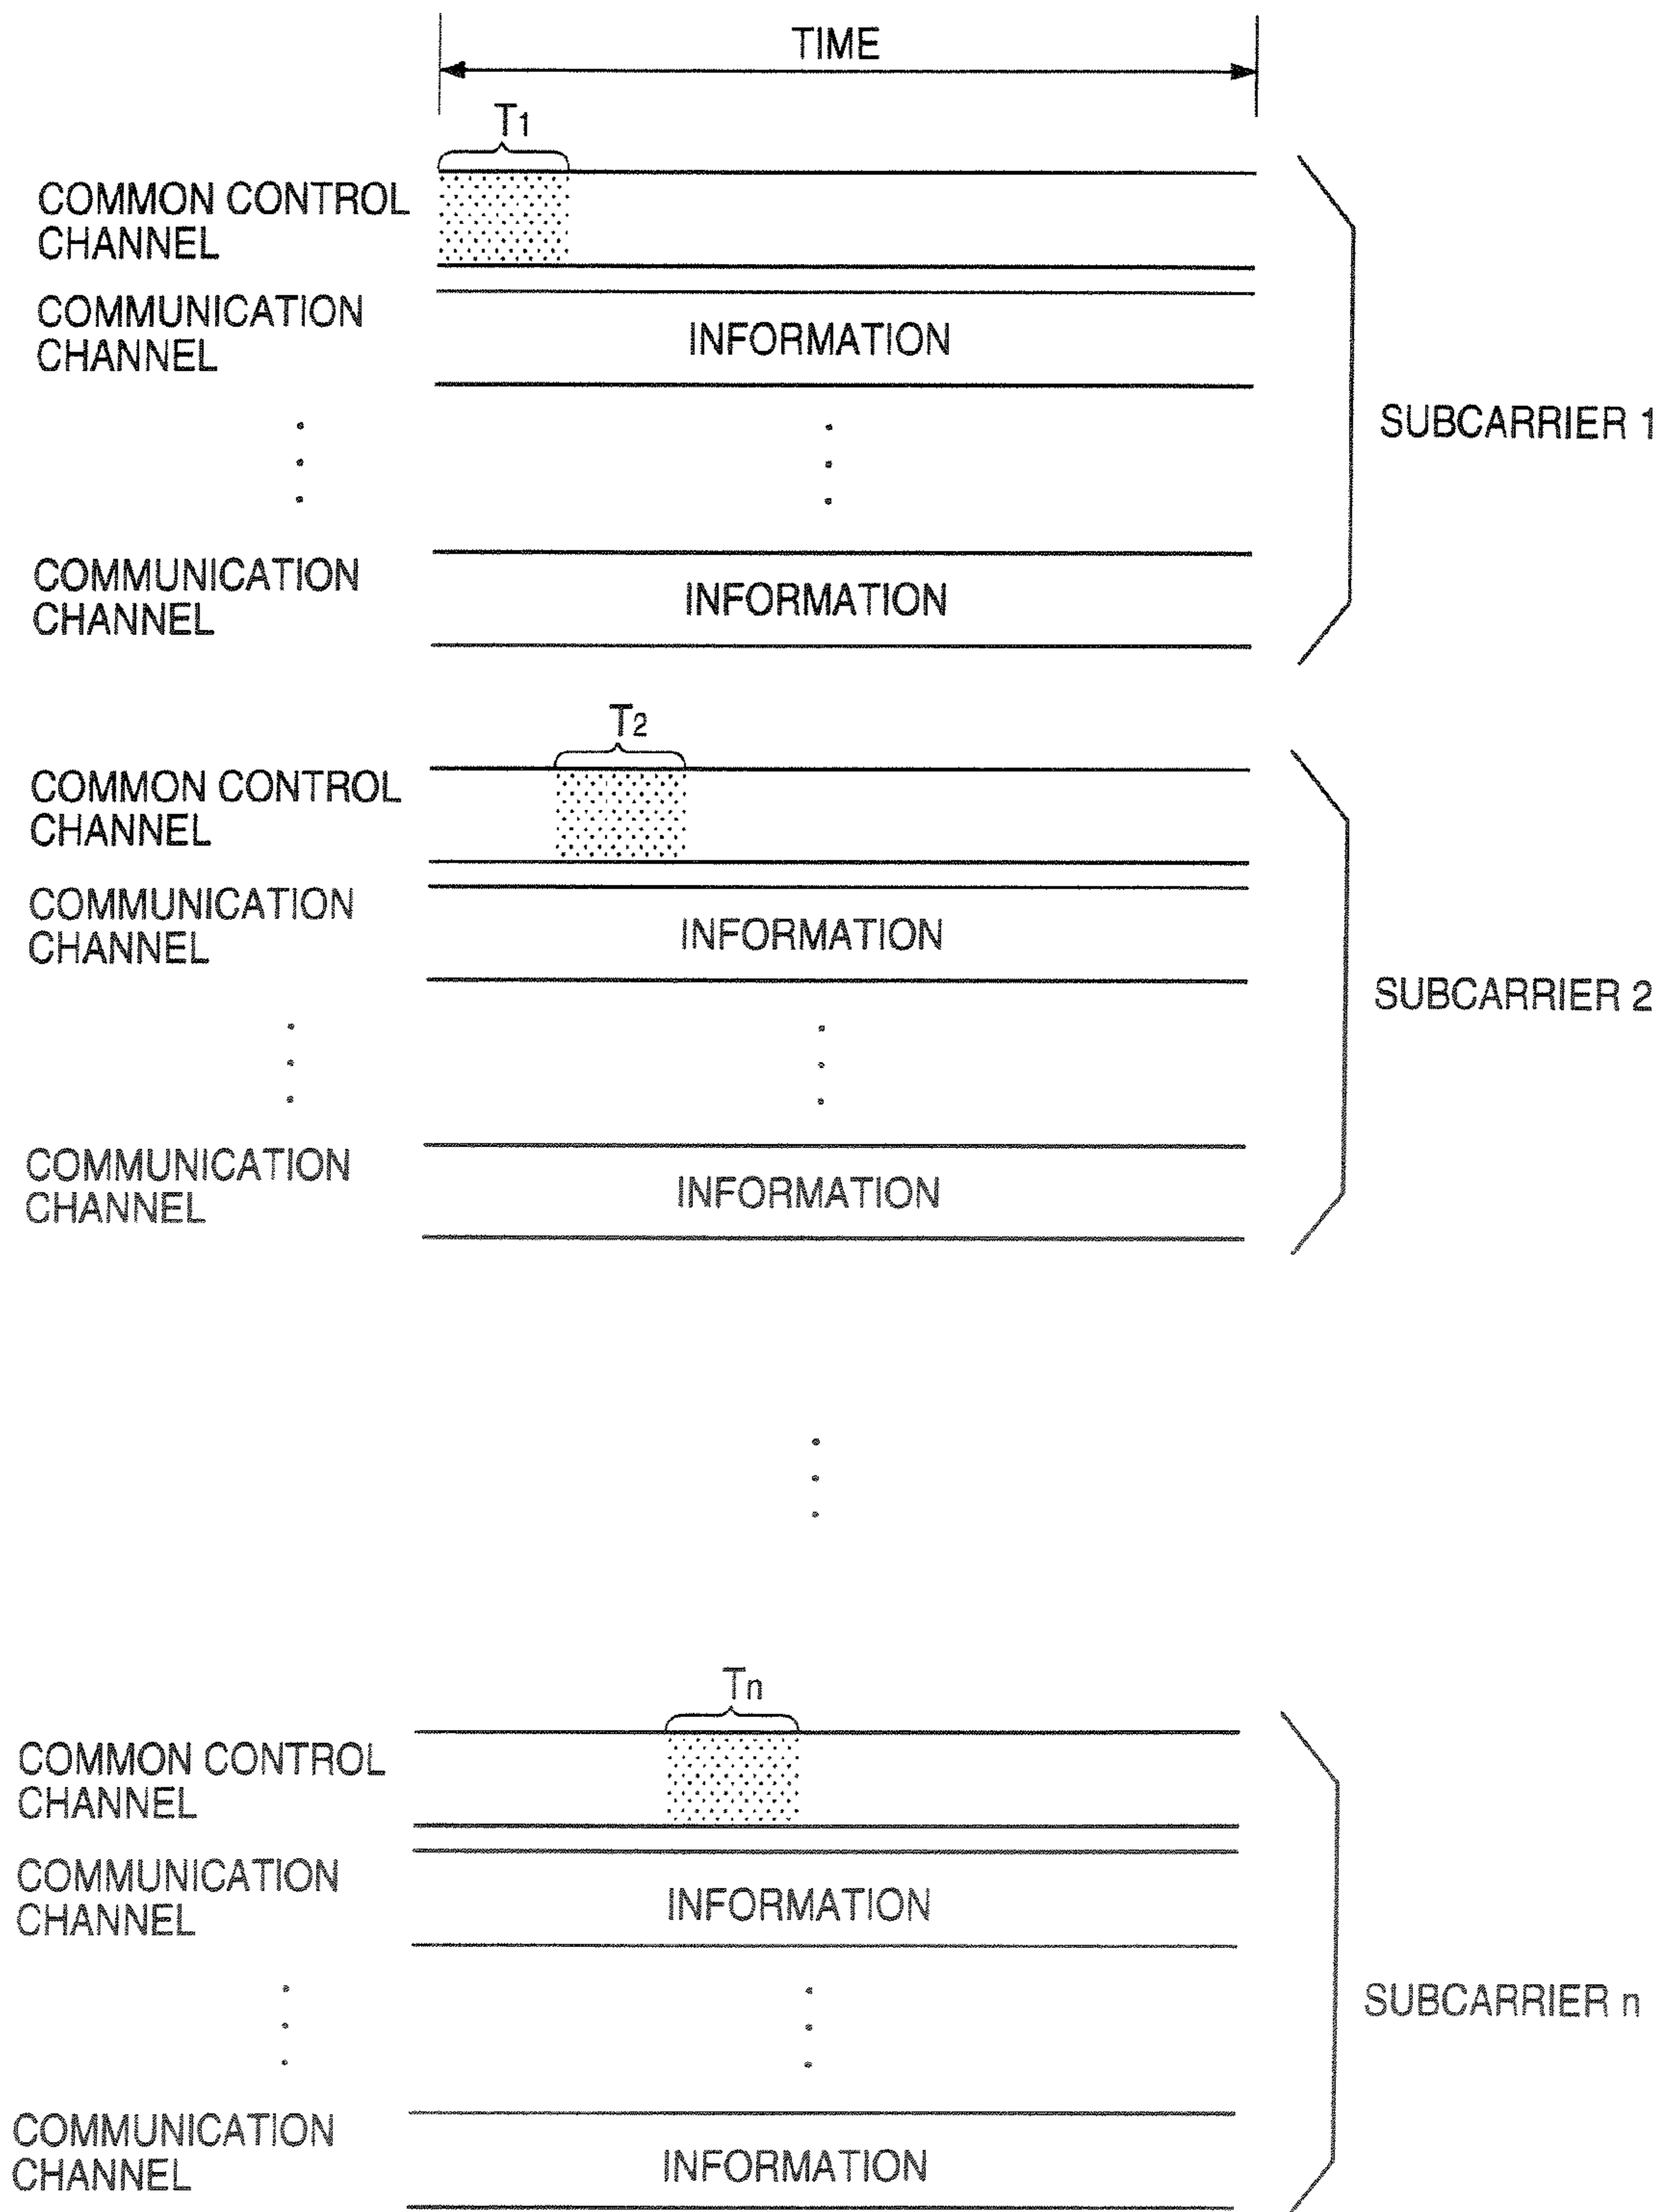 TIME
T1
COMMON CONTROL
CHANNEL
COMMUNICATION
CHANNEL
INFORMATION
SUBCARRIER 1
COMMUNICATION
CHANNEL
INFORMATION
T2
COMMON CONTROL
CHANNEL
COMMUNICATION
CHANNEL
INFORMATION
SUBCARRIER 2
COMMUNICATION
CHANNEL
INFORMATION
Tn
COMMON CONTROL
CHANNEL
COMMUNICATION
CHANNEL
INFORMATION
SUBCARRIER n
COMMUNICATION
CHANNEL
INFORMATION